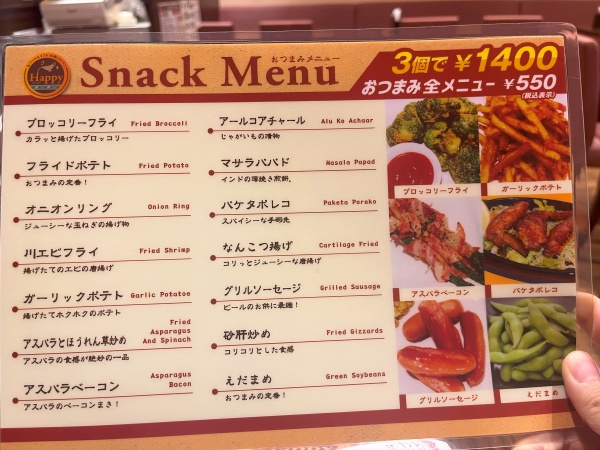 Happy
Snack Menu
おつまみメニュー
3個で ¥1400
おつまみ全メニュー ¥550
(税込表示)
ブロッコリーフライ Fried Broccoli
カラッと揚げたブロッコリー
フライドポテト Fried Potato
おつまみの定番！
オニオンリング Onion Ring
ジューシーな玉ねぎの揚げ物
川エビフライ Fried Shrimp
揚げたてのエビの唐揚げ
ガーリックポテト Garlic Potatoe
揚げたてホクホクのポテト
アスパラとほうれん草炒め Fried Asparagus And Spinach
アスパラの食感が絶妙の一品
アスパラベーコン Asparagus Bacon
アスパラのベーコンまき！
アールコアチャール Alu Ko Achaar
じゃがいもの漬物
マサラパパド Masola Papad
インドの薄焼き煎餅。
パケタポレコ Paketa Poreko
スパイシーな手羽先
なんこつ揚げ Cartilage Fried
コリッとジューシーな唐揚げ
グリルソーセージ Grilled Sausage
ビールのお供に最適！
砂肝炒め Fried Gizzards
コリコリとした食感
えだまめ Green Soybeans
おつまみの定番！
ブロッコリーフライ
ガーリックポテト
アスパラベーコン
パケタポレコ
グリルソーセージ
えだまめ